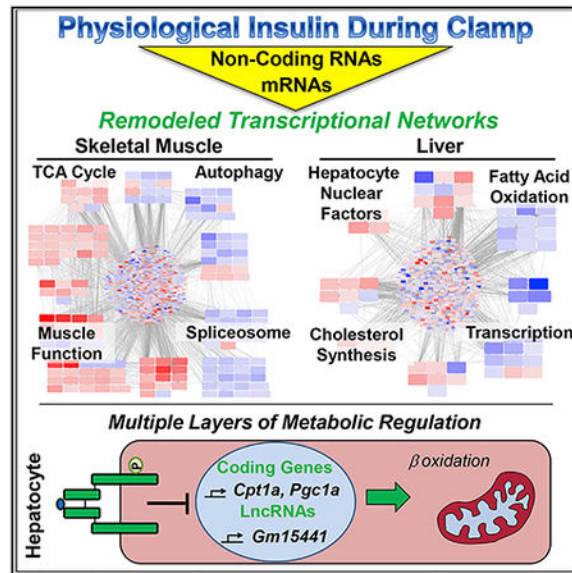 Physiological Insulin During Clamp
Non-Coding RNAs
mRNAs
Remodeled Transcriptional Networks
Skeletal Muscle
Liver
TCA Cycle
Autophagy
Muscle
Function
Spliceosome
Hepatocyte
Nuclear
Factors
Fatty Acid
Oxidation
Cholesterol
Synthesis
Transcription
Multiple Layers of Metabolic Regulation
Hepatocyte
P
Coding Genes
Cpt1a, Pgc1a
LncRNAs
Gm15441
β oxidation